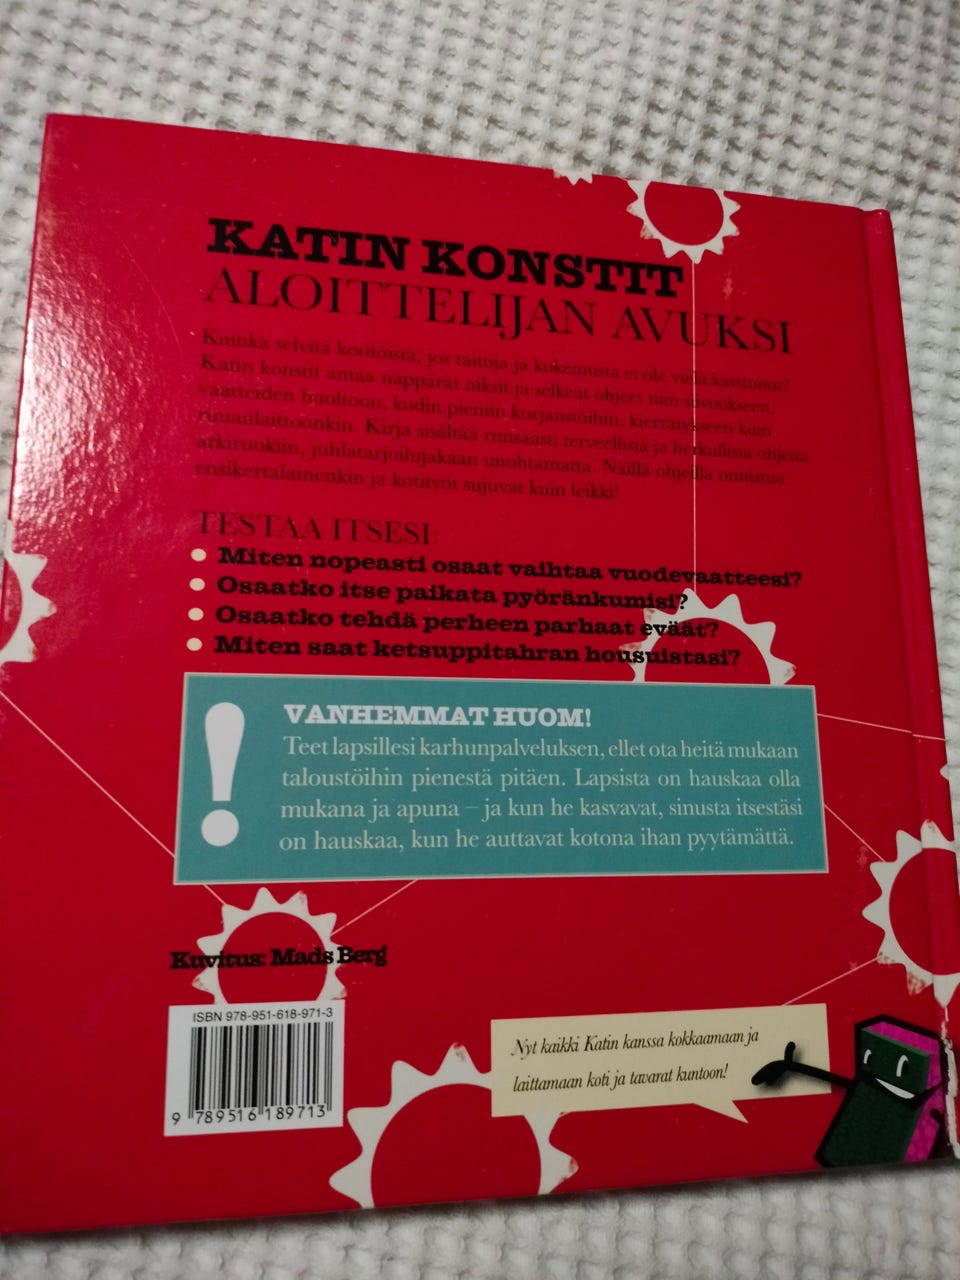 KATIN KONSTIT
ALOITTELIJAN AVUKSI
Kuinka selvitä kotitöistä, jos taitoja ja kokemusta ei ole vielä karttunut?
Katin konstit antaa näppärät niksit ja selkeät ohjeet niin siivoukseen,
vaatteiden huoltoon, kodin pieniin korjaustöihin, kierrätykseen kuin
ruuanlaittoonkin. Kirja sisältää runsaasti terveellisiä ja herkullisia ohjeita
arkiruokiin, juhlatarjoilujakaan unohtamatta. Näillä ohjeilla onnistuu
ensikertalainenkin ja kotityöt sujuvat kuin leikki!
TESTAA ITSESI:
• Miten nopeasti osaat vaihtaa vuodevaatteesi?
• Osaatko itse paikata pyöränkumisi?
• Osaatko tehdä perheen parhaat eväät?
• Miten saat ketsuppitahran housuistasi?
! VANHEMMAT HUOM!
Teet lapsillesi karhunpalveluksen, ellet ota heitä mukaan
taloustöihin pienestä pitäen. Lapsista on hauskaa olla
mukana ja apuna – ja kun he kasvavat, sinusta itsestäsi
on hauskaa, kun he auttavat kotona ihan pyytämättä.
Kuvitus: Mads Berg
ISBN 978-951-618-971-3
9 789516 189713
Nyt kaikki Katin kanssa kokkaamaan ja
laittamaan koti ja tavarat kuntoon!